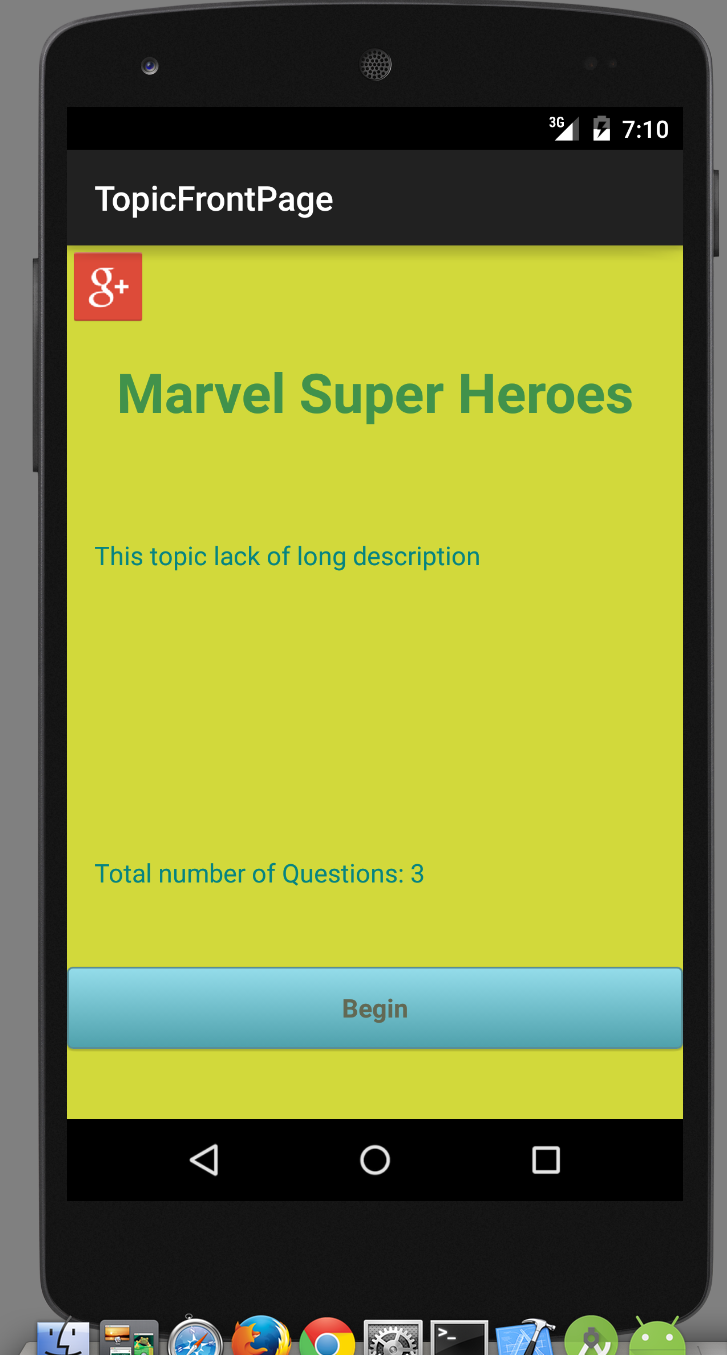 3G 7:10
TopicFrontPage
g+
Marvel Super Heroes
This topic lack of long description
Total number of Questions: 3
Begin
>_